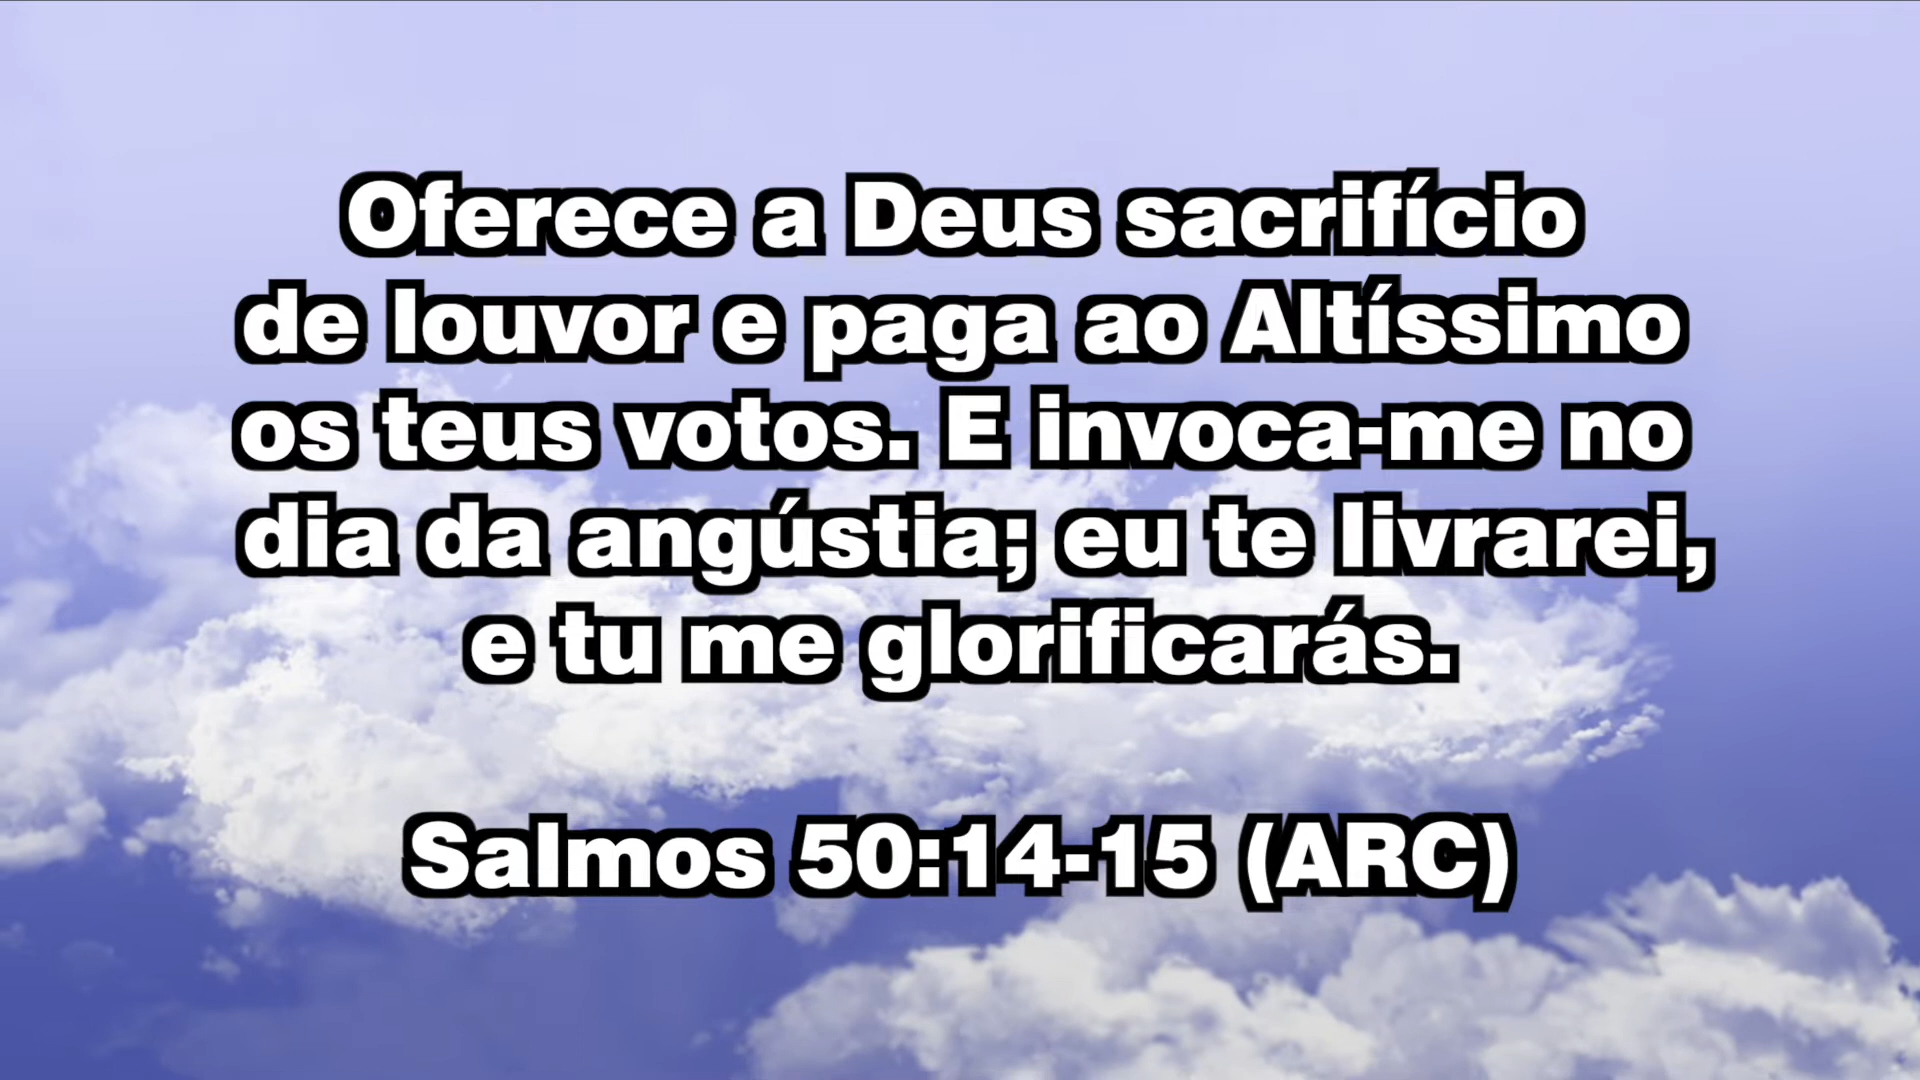 Oferece a Deus sacrifício
de louvor e paga ao Altíssimo
os teus votos. E invoca-me no
dia da angústia; eu te livrarei,
e tu me glorificarás.
Salmos 50:14-15 (ARC)